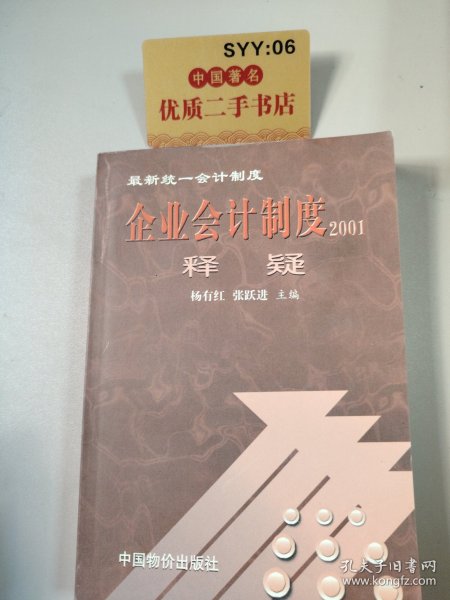 SYY:06
中国著名
优质二手书店
最新统一会计制度
企业会计制度2001
释 疑
杨有红 张跃进 主编
中国物价出版社
孔夫子旧书网
www.kongfz.com